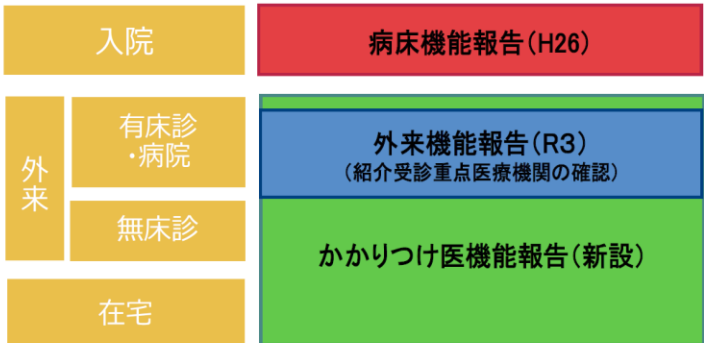 入院
病床機能報告(H26)
外来
有床診
・病院
外来機能報告(R3)
(紹介受診重点医療機関の確認)
無床診
かかりつけ医機能報告(新設)
在宅